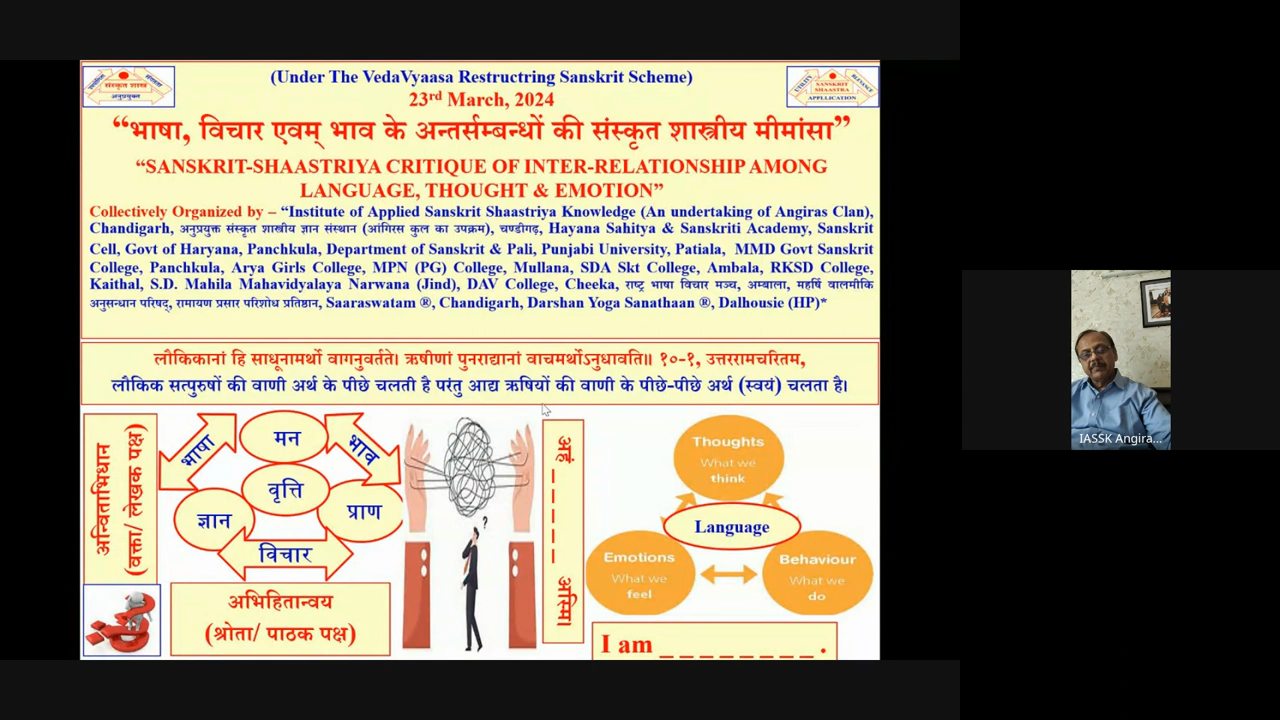 (Under The VedaVyaasa Restructring Sanskrit Scheme)
23rd March, 2024
“भाषा, विचार एवम् भाव के अन्तर्सम्बन्धों की संस्कृत शास्त्रीय मीमांसा”
“SANSKRIT-SHAASTRIYA CRITIQUE OF INTER-RELATIONSHIP AMONG
LANGUAGE, THOUGHT & EMOTION”
Collectively Organized by – “Institute of Applied Sanskrit Shaastriya Knowledge (An undertaking of Angiras Clan),
Chandigarh, अनुप्रयुक्त संस्कृत शास्त्रीय ज्ञान संस्थान (आंगिरस कुल का उपक्रम), चण्डीगढ़, Hayana Sahitya & Sanskriti Academy, Sanskrit
Cell, Govt of Haryana, Panchkula, Department of Sanskrit & Pali, Punjabi University, Patiala, MMD Govt Sanskrit
College, Panchkula, Arya Girls College, MPN (PG) College, Mullana, SDA Skt College, Ambala, RKSD College,
Kaithal, S.D. Mahila Mahavidyalaya Narwana (Jind), DAV College, Cheeka, राष्ट्र भाषा विचार मञ्च, अम्बाला, महर्षि वालमीकि
अनुसन्धान परिषद्, रामायण प्रसार परिशोध प्रतिष्ठान, Saaraswatam ®, Chandigarh, Darshan Yoga Sanathaan ®, Dalhousie (HP)*
लौकिकानां हि साधूनामर्थो वागनुवर्तते। ऋषीणां पुनराद्यानां वाचमर्थोऽनुधावति॥ १०-१, उत्तररामचरितम,
लौकिक सत्पुरुषों की वाणी अर्थ के पीछे चलती है परंतु आद्य ऋषियों की वाणी के पीछे-पीछे अर्थ (स्वयं) चलता है।
अन्विताभिधान
(वक्ता/ लेखक पक्ष)
भाषा
मन
भाव
वृत्ति
ज्ञान
प्राण
विचार
अभिहितान्वय
(श्रोता/ पाठक पक्ष)
?
अहं _ _ _ _ _ अस्मि।
Thoughts
What we
think
Language
Emotions
What we
feel
Behaviour
What we
do
I am _ _ _ _ _ _ _ _ .
संस्कृत शास्त्र
अनुप्रयुक्त
SANSKRIT
SHAASTRA
APPLLICATION
UTILITY
IASSK Angira...